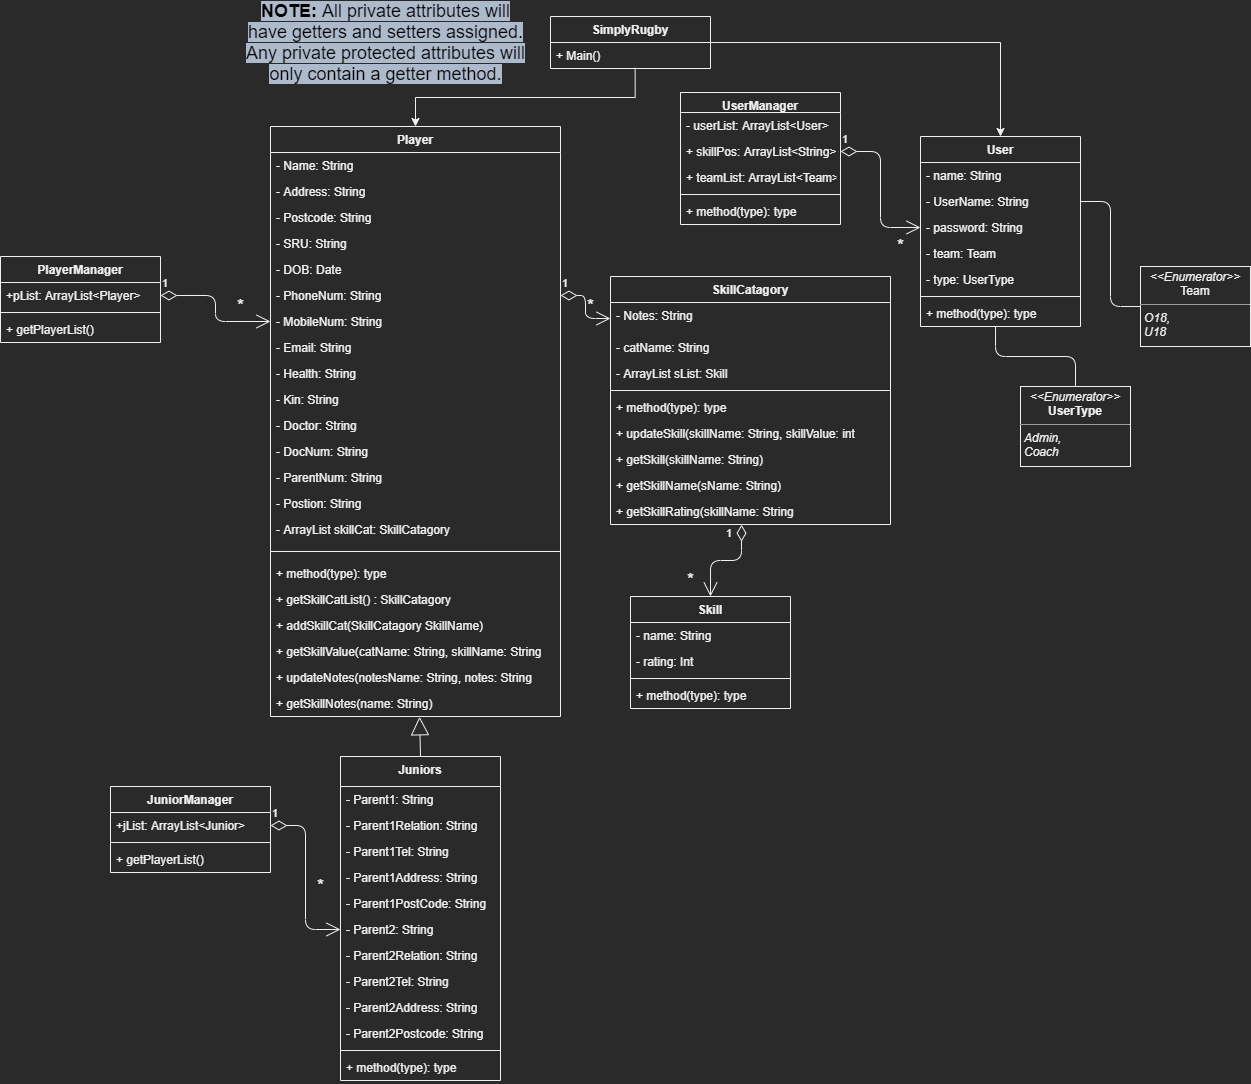 NOTE: All private attributes will
have getters and setters assigned.
Any private protected attributes will
only contain a getter method.
SimplyRugby
+ Main()
UserManager
- userList: ArrayList<User>
+ skillPos: ArrayList<String>
+ teamList: ArrayList<Team>
+ method(type): type
1
*
User
- name: String
- UserName: String
- password: String
- team: Team
- type: UserType
+ method(type): type
<<Enumerator>>
Team
O18,
U18
<<Enumerator>>
UserType
Admin,
Coach
Player
- Name: String
- Address: String
- Postcode: String
- SRU: String
- DOB: Date
- PhoneNum: String
- MobileNum: String
- Email: String
- Health: String
- Kin: String
- Doctor: String
- DocNum: String
- ParentNum: String
- Postion: String
- ArrayList skillCat: SkillCatagory
+ method(type): type
+ getSkillCatList() : SkillCatagory
+ addSkillCat(SkillCatagory SkillName)
+ getSkillValue(catName: String, skillName: String
+ updateNotes(notesName: String, notes: String
+ getSkillNotes(name: String)
PlayerManager
+pList: ArrayList<Player>
+ getPlayerList()
1
*
1
*
SkillCatagory
- Notes: String
- catName: String
- ArrayList sList: Skill
+ method(type): type
+ updateSkill(skillName: String, skillValue: int
+ getSkill(skillName: String)
+ getSkillName(sName: String)
+ getSkillRating(skillName: String
1
*
Skill
- name: String
- rating: Int
+ method(type): type
Juniors
- Parent1: String
- Parent1Relation: String
- Parent1Tel: String
- Parent1Address: String
- Parent1PostCode: String
- Parent2: String
- Parent2Relation: String
- Parent2Tel: String
- Parent2Address: String
- Parent2Postcode: String
+ method(type): type
JuniorManager
+jList: ArrayList<Junior>
+ getPlayerList()
1
*